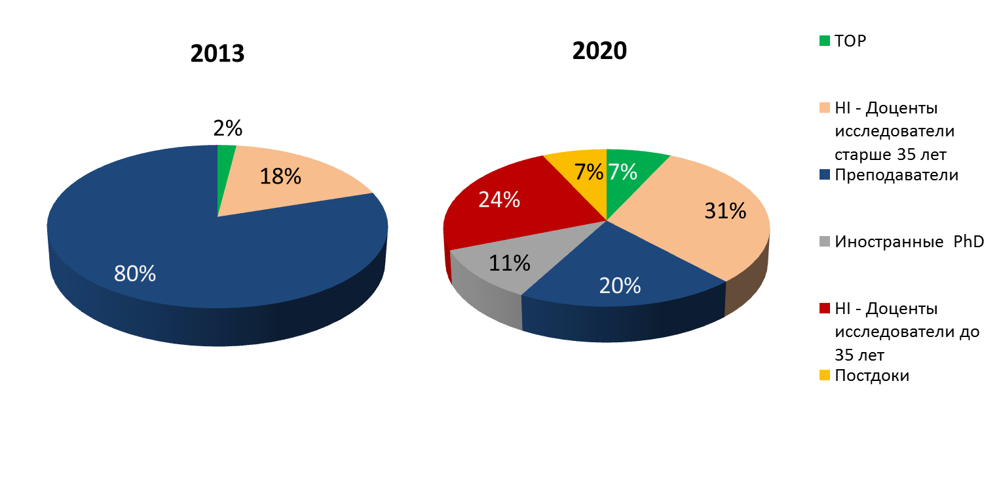 2013
2%
18%
80%
2020
7%
7%
24%
31%
11%
20%
TOP
HI - Доценты
исследователи
старше 35 лет
Преподаватели
Иностранные  PhD
HI - Доценты
исследователи до
35 лет
Постдоки